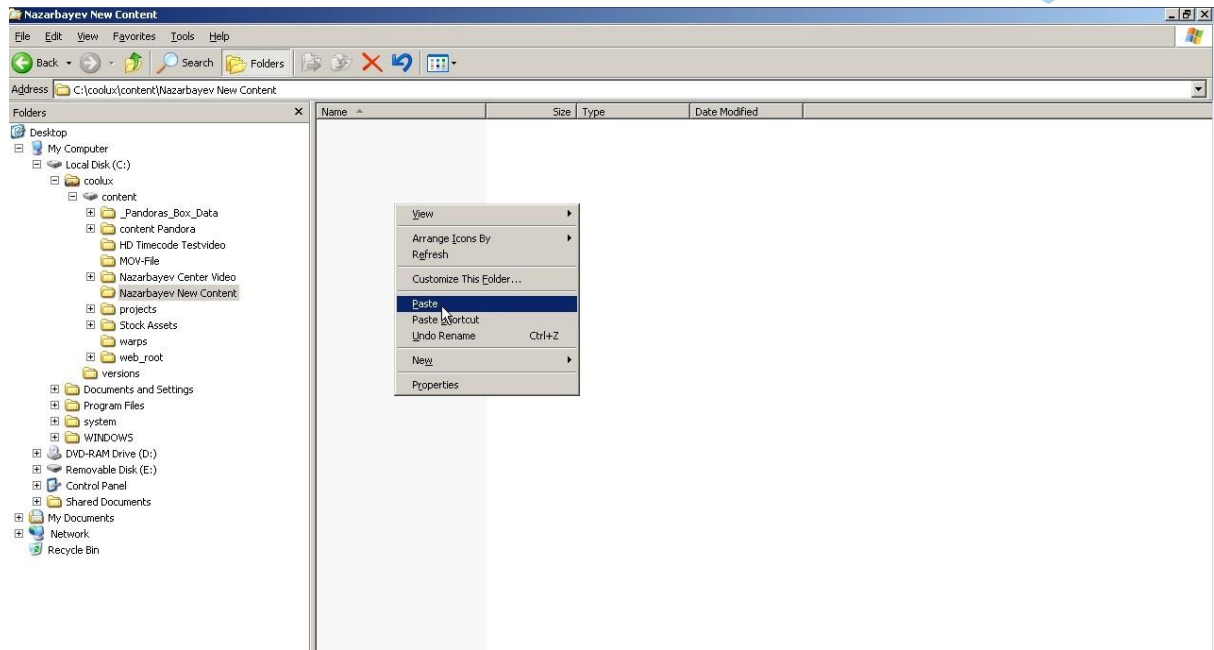 Nazarbayev New Content
File Edit View Favorites Tools Help
Back Search Folders
Address C:\coolux\content\Nazarbayev New Content
Folders
Name Size Type Date Modified
Desktop
My Computer
Local Disk (C:)
coolux
content
_Pandoras_Box_Data
content Pandora
HD Timecode Testvideo
MOV-File
Nazarbayev Center Video
Nazarbayev New Content
projects
Stock Assets
warps
web_root
versions
Documents and Settings
Program Files
system
WINDOWS
DVD-RAM Drive (D:)
Removable Disk (E:)
Control Panel
Shared Documents
My Documents
Network
Recycle Bin
View
Arrange Icons By
Refresh
Customize This Folder...
Paste
Paste Shortcut
Undo Rename Ctrl+Z
New
Properties